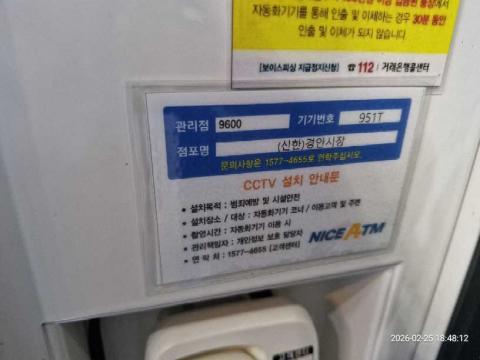 자동화기기를 통해 인출 및 이체하는 경우 30분 동안
인출 및 이체가 되지 않습니다.
[보이스피싱 지급정지신청] ☎ 112 / 거래은행콜센터
관리점 9600 기기번호 951T
점포명 (신한)경안시장
문의사항은 1577-4655로 연락주십시오.
CCTV 설치 안내문
• 설치목적 : 범죄예방 및 시설안전
• 설치장소 / 대상 : 자동화기기 코너 / 이용고객 및 주변
• 촬영시간 : 자동화기기 이용 시
• 관리책임자 : 개인정보 보호 담당자
• 연 락 처 : 1577-4655 (고객센터)
NICE ATM
2026-02-25 18:48:12